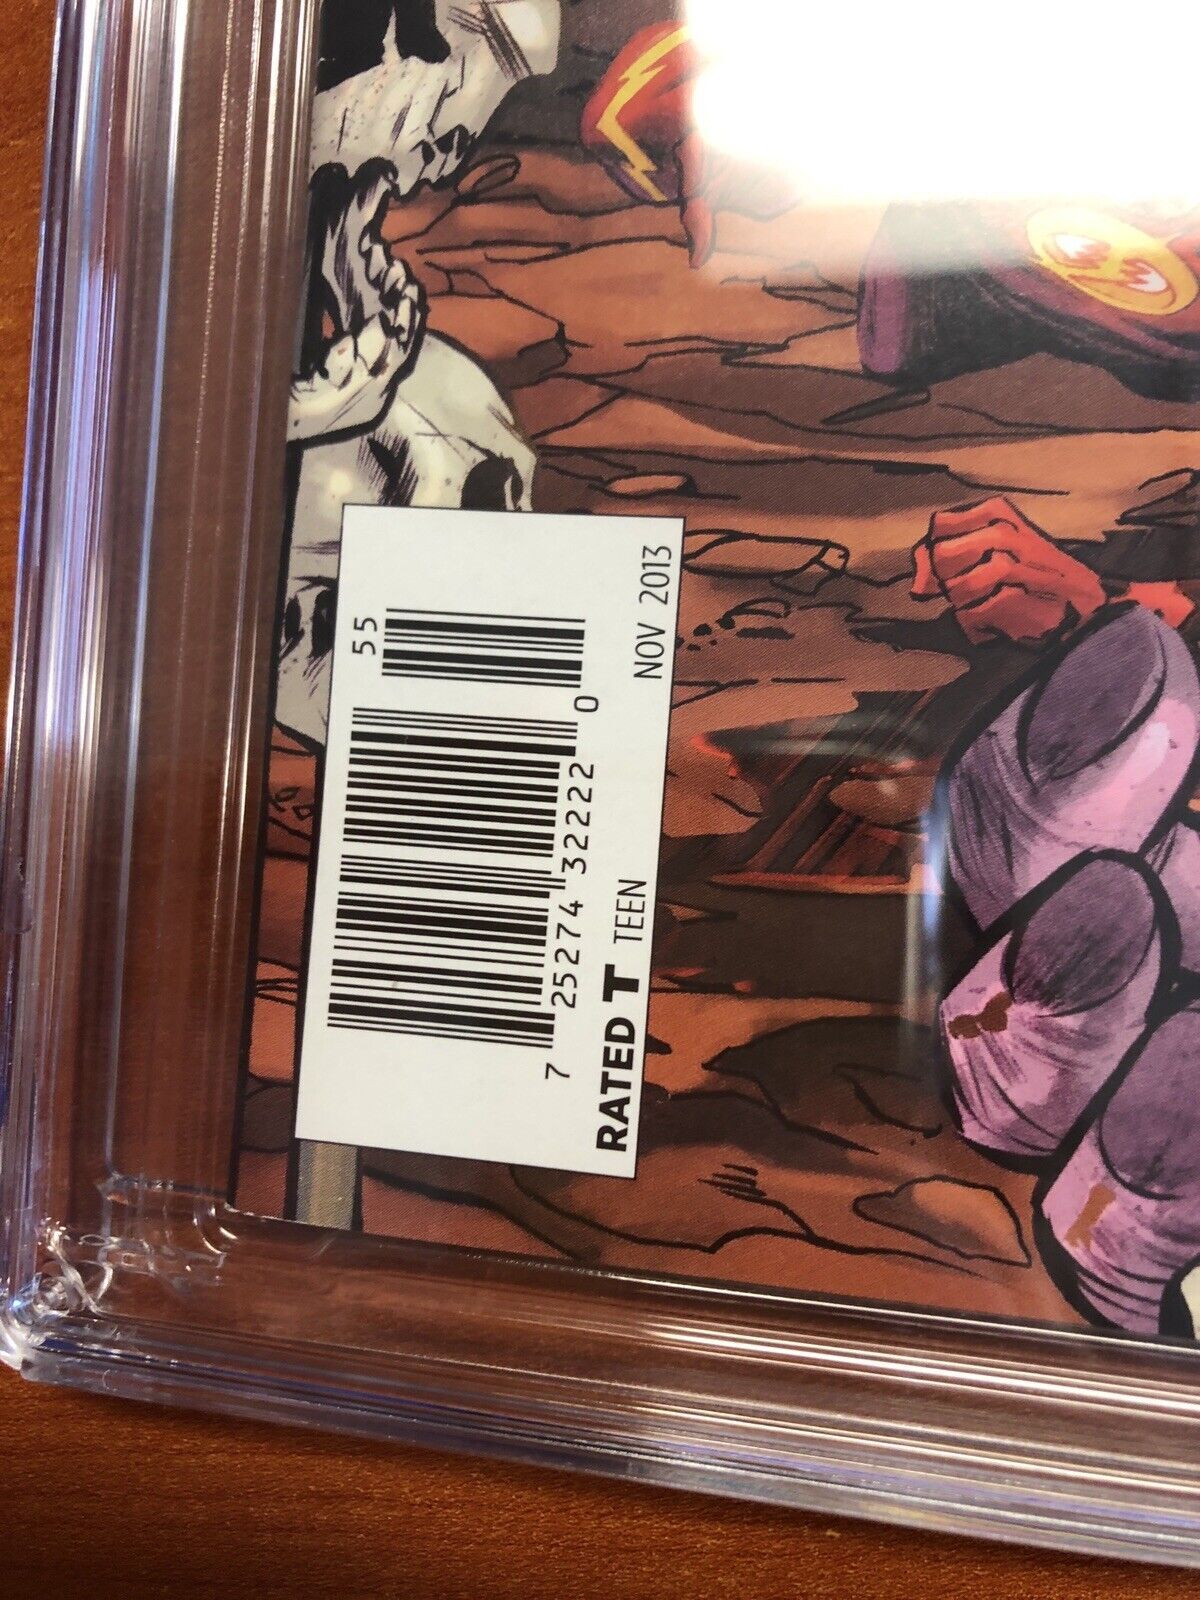 55
7 25274 32222 0
NOV 2013
RATED T TEEN